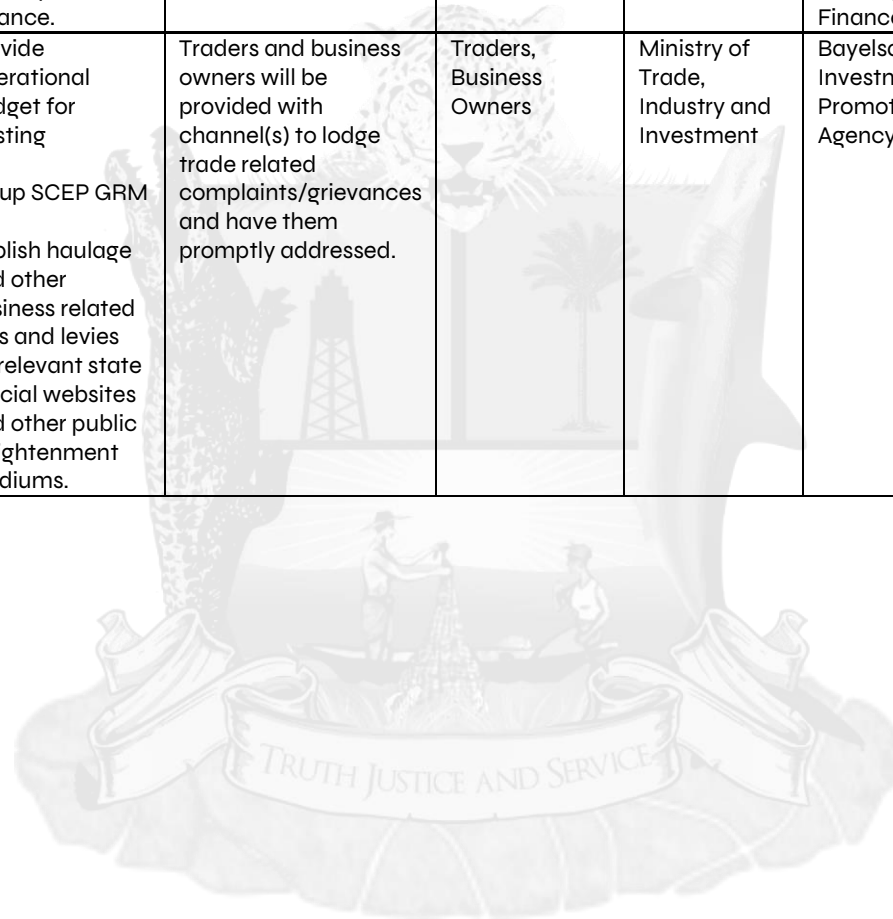 ance.
Finance
vide
erational
dget for
sting
up SCEP GRM
blish haulage
d other
siness related
s and levies
relevant state
cial websites
d other public
ightenment
diums.
Traders and business
owners will be
provided with
channel(s) to lodge
trade related
complaints/grievances
and have them
promptly addressed.
Traders,
Business
Owners
Ministry of
Trade,
Industry and
Investment
Bayelsa
Investm
Promot
Agency
TRUTH JUSTICE AND SERVICE